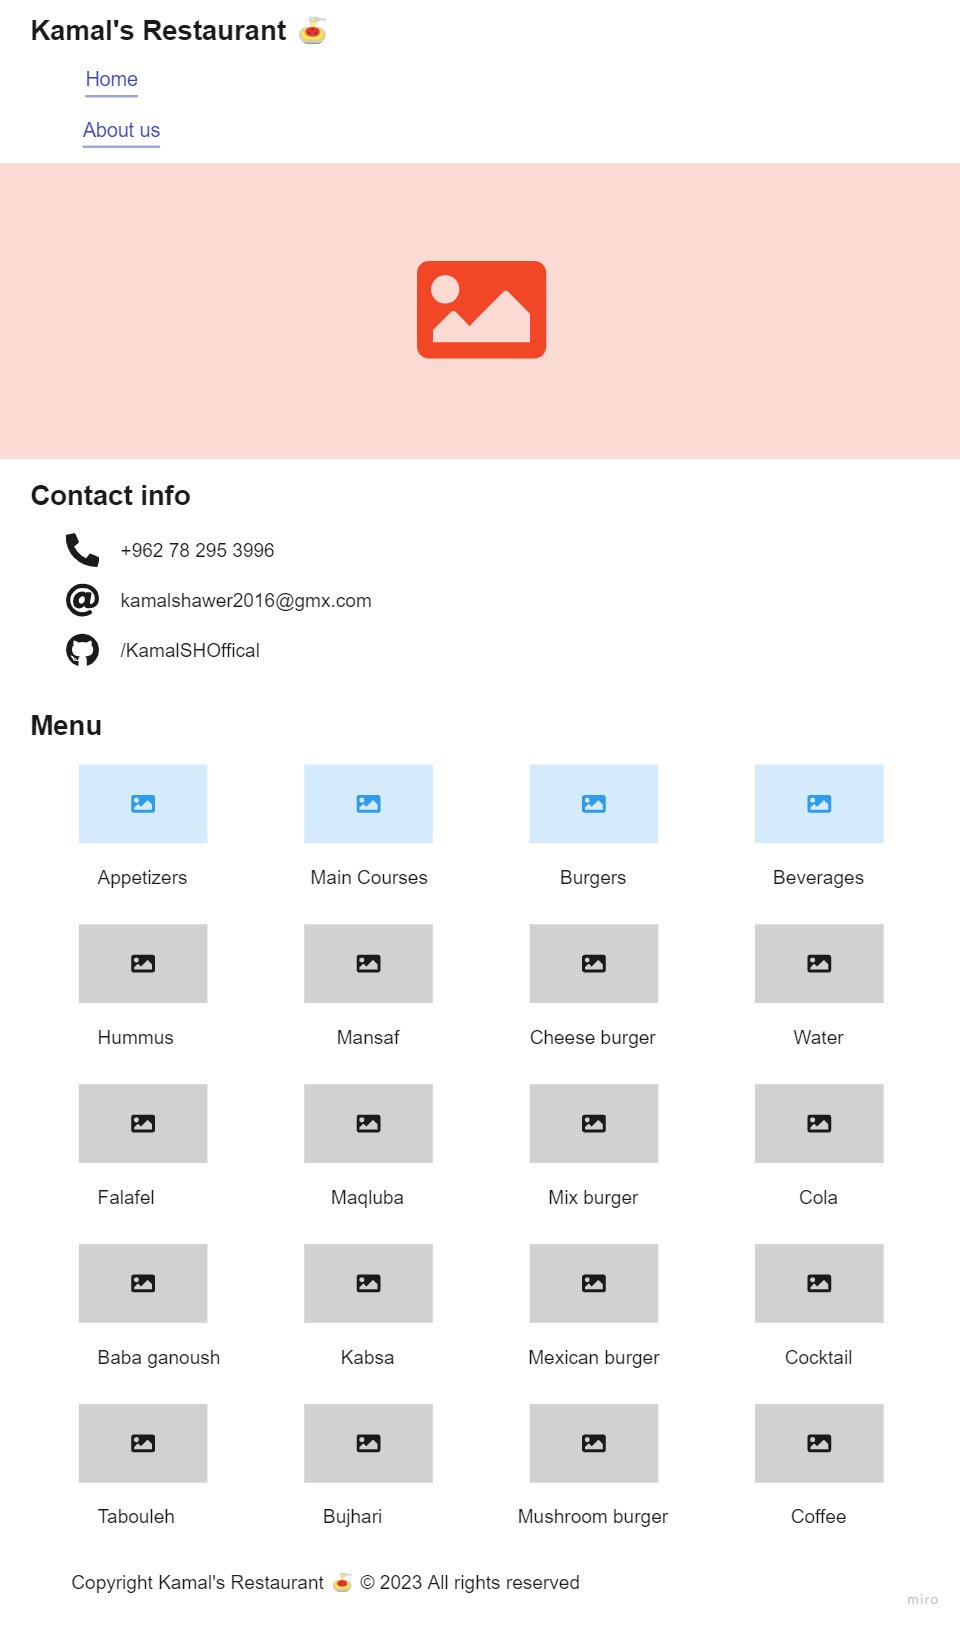 Kamal's Restaurant 🍝
Home
About us
Contact info
+962 78 295 3996
kamalshawer2016@gmx.com
/KamalSHOffical
Menu
Appetizers Main Courses Burgers Beverages
Hummus Mansaf Cheese burger Water
Falafel Maqluba Mix burger Cola
Baba ganoush Kabsa Mexican burger Cocktail
Tabouleh Bujhari Mushroom burger Coffee
Copyright Kamal's Restaurant 🍝 © 2023 All rights reserved
miro